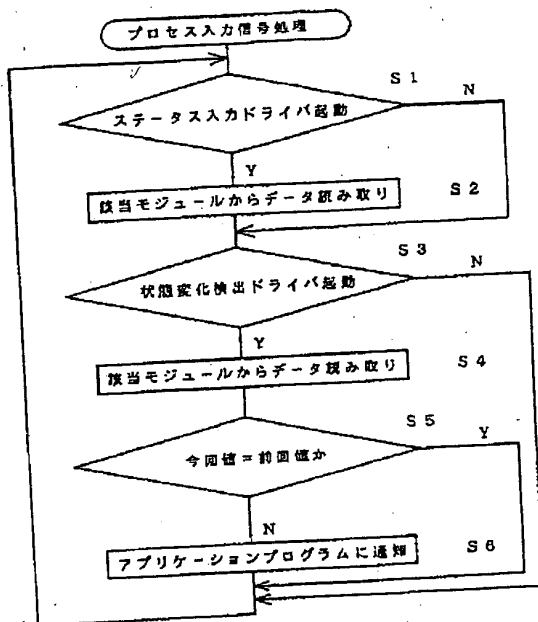 プロセス入力信号処理
S1
N
ステータス入力ドライバ起動
Y
S2
該当モジュールからデータ読み取り
S3
N
状態変化検出ドライバ起動
Y
S4
該当モジュールからデータ読み取り
S5
Y
今回値=前回値か
N
S6
アプリケーションプログラムに通知